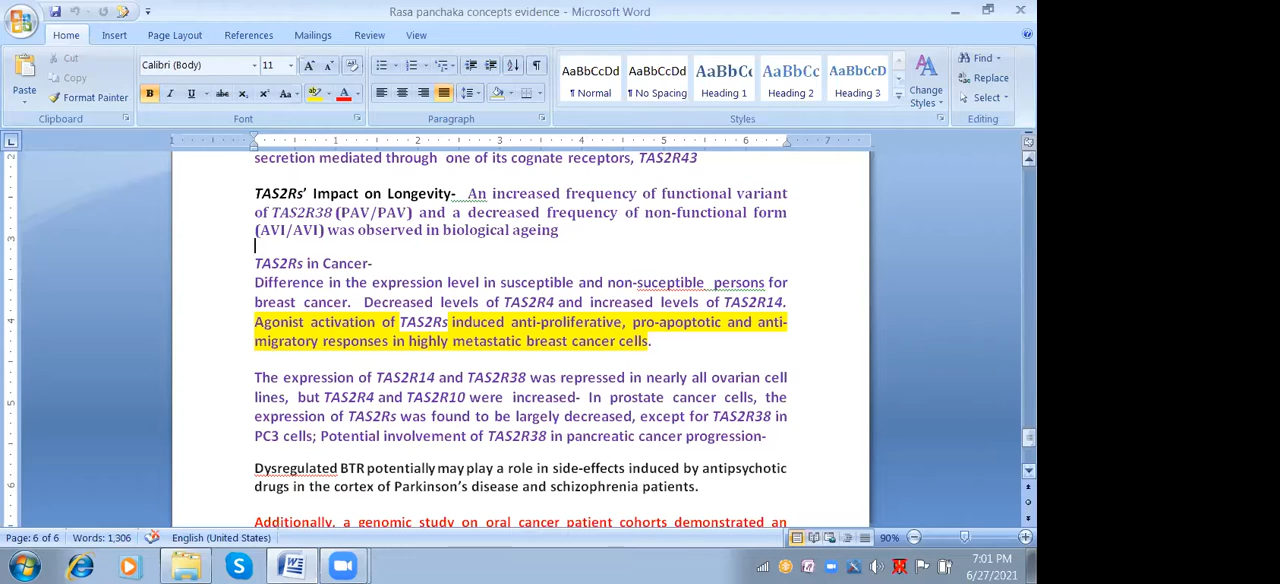 Rasa panchaka concepts evidence - Microsoft Word
Home Insert Page Layout References Mailings Review View
Paste
Cut
Copy
Format Painter
Clipboard
Calibri (Body) 11
Font
Paragraph
AaBbCcDd AaBbCcDd AaBbCc AaBbCc AaBbCcD
¶ Normal ¶ No Spacing Heading 1 Heading 2 Heading 3
Change Styles
Styles
Find
Replace
Select
Editing
secretion mediated through one of its cognate receptors, TAS2R43
TAS2Rs' Impact on Longevity- An increased frequency of functional variant
of TAS2R38 (PAV/PAV) and a decreased frequency of non-functional form
(AVI/AVI) was observed in biological ageing
TAS2Rs in Cancer-
Difference in the expression level in susceptible and non-suceptible persons for
breast cancer. Decreased levels of TAS2R4 and increased levels of TAS2R14.
Agonist activation of TAS2Rs induced anti-proliferative, pro-apoptotic and anti-
migratory responses in highly metastatic breast cancer cells.
The expression of TAS2R14 and TAS2R38 was repressed in nearly all ovarian cell
lines, but TAS2R4 and TAS2R10 were increased- In prostate cancer cells, the
expression of TAS2Rs was found to be largely decreased, except for TAS2R38 in
PC3 cells; Potential involvement of TAS2R38 in pancreatic cancer progression-
Dysregulated BTR potentially may play a role in side-effects induced by antipsychotic
drugs in the cortex of Parkinson's disease and schizophrenia patients.
Additionally, a genomic study on oral cancer patient cohorts demonstrated an
Page: 6 of 6 Words: 1,306 English (United States) 90%
7:01 PM
6/27/2021